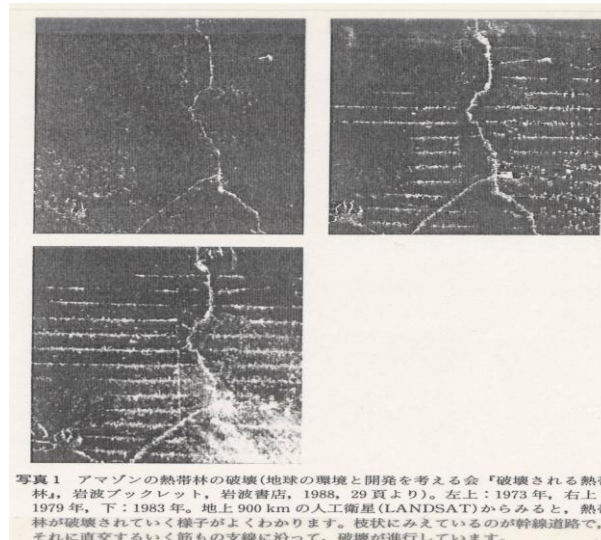 写真1 アマゾンの熱帯林の破壊(地球の環境と開発を考える会『破壊される熱帯
林』，岩波ブックレット，岩波書店，1988，29頁より)。左上：1973年，右上：
1979年，下：1983年。地上900 kmの人工衛星(LANDSAT)からみると，熱帯
林が破壊されていく様子がよくわかります。枝状にみえているのが幹線道路で，
それに直交するいく筋もの支線に沿って，破壊が進行しています。